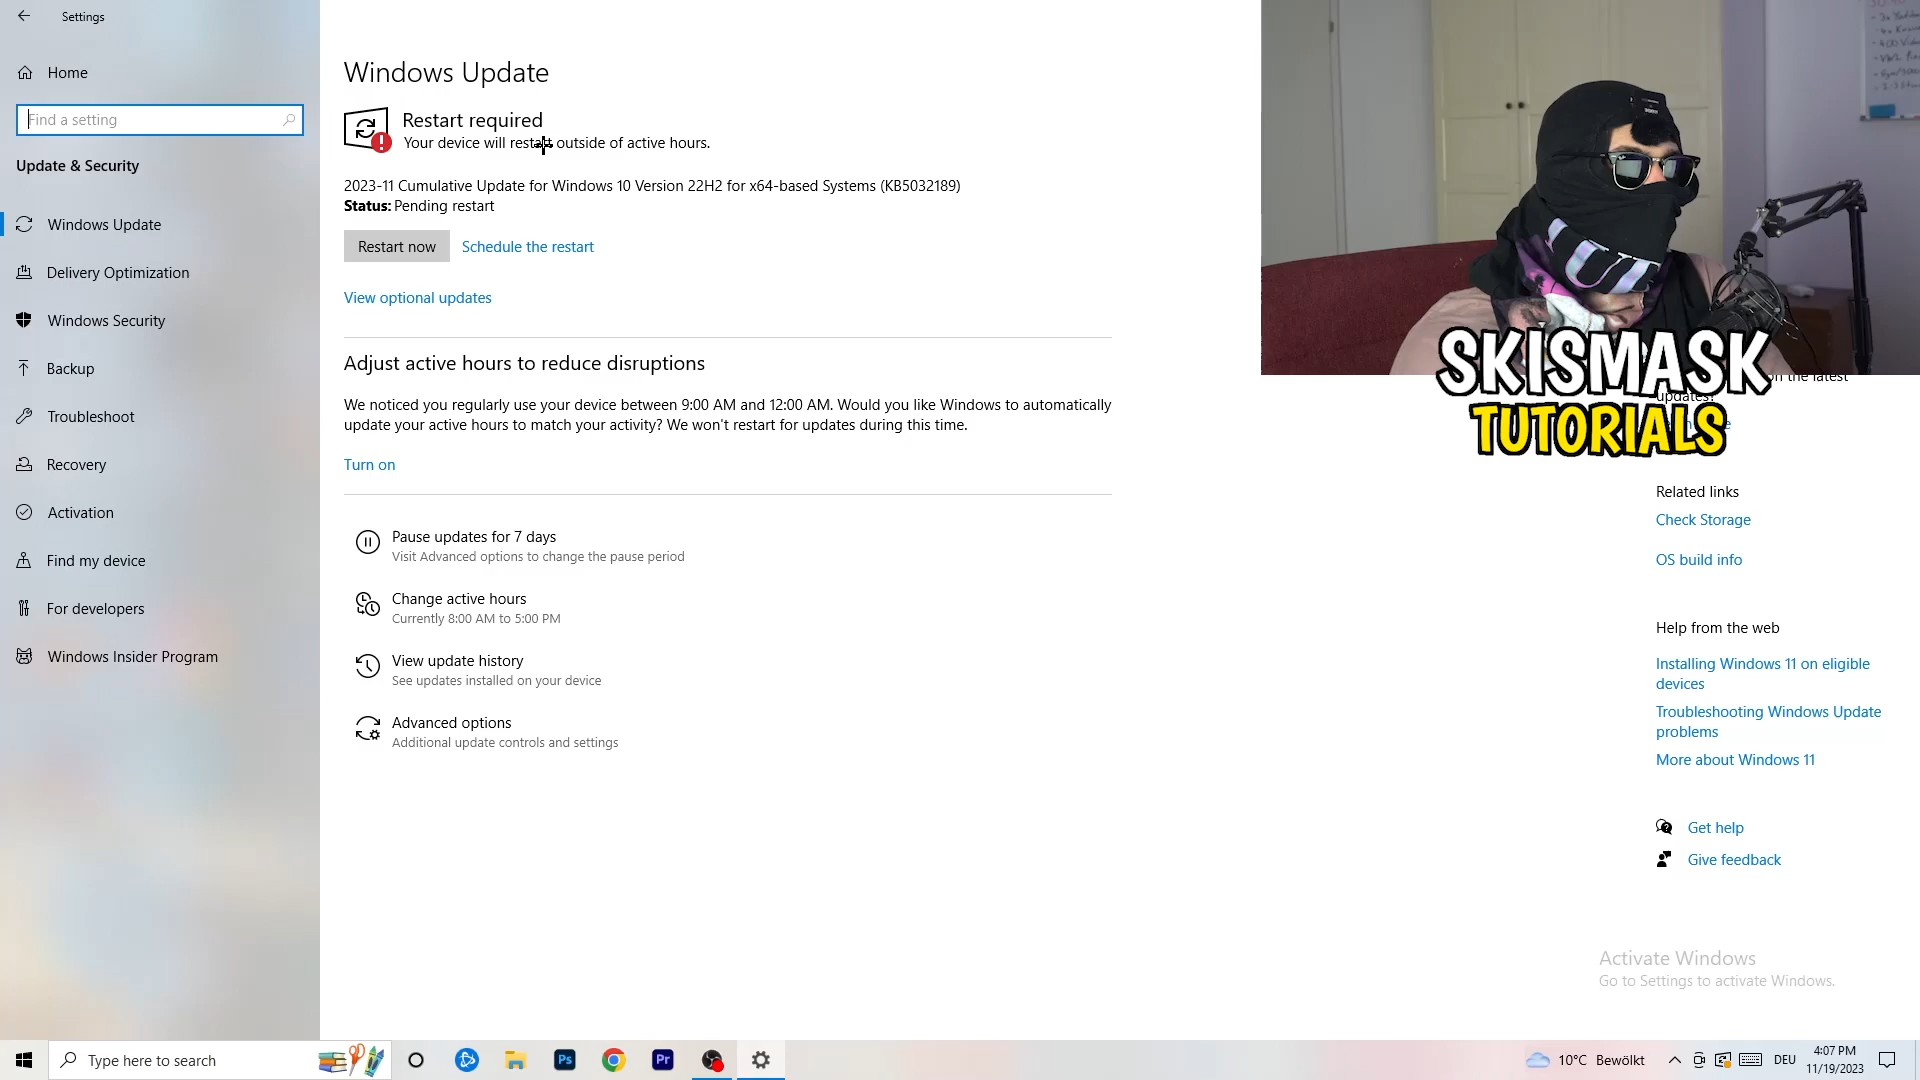 Settings
Home
Find a setting
Update & Security
Windows Update
Delivery Optimization
Windows Security
Backup
Troubleshoot
Recovery
Activation
Find my device
For developers
Windows Insider Program
Windows Update
Restart required
Your device will restart outside of active hours.
2023-11 Cumulative Update for Windows 10 Version 22H2 for x64-based Systems (KB5032189)
Status: Pending restart
Restart now
Schedule the restart
View optional updates
Adjust active hours to reduce disruptions
We noticed you regularly use your device between 9:00 AM and 12:00 AM. Would you like Windows to automatically
update your active hours to match your activity? We won't restart for updates during this time.
Turn on
Pause updates for 7 days
Visit Advanced options to change the pause period
Change active hours
Currently 8:00 AM to 5:00 PM
View update history
See updates installed on your device
Advanced options
Additional update controls and settings
SKISMASK
TUTORIALS
on the latest
updates?
Related links
Check Storage
OS build info
Help from the web
Installing Windows 11 on eligible
devices
Troubleshooting Windows Update
problems
More about Windows 11
Get help
Give feedback
Activate Windows
Go to Settings to activate Windows.
Type here to search
Ps
Pr
10°C Bewölkt
DEU
4:07 PM
11/19/2023